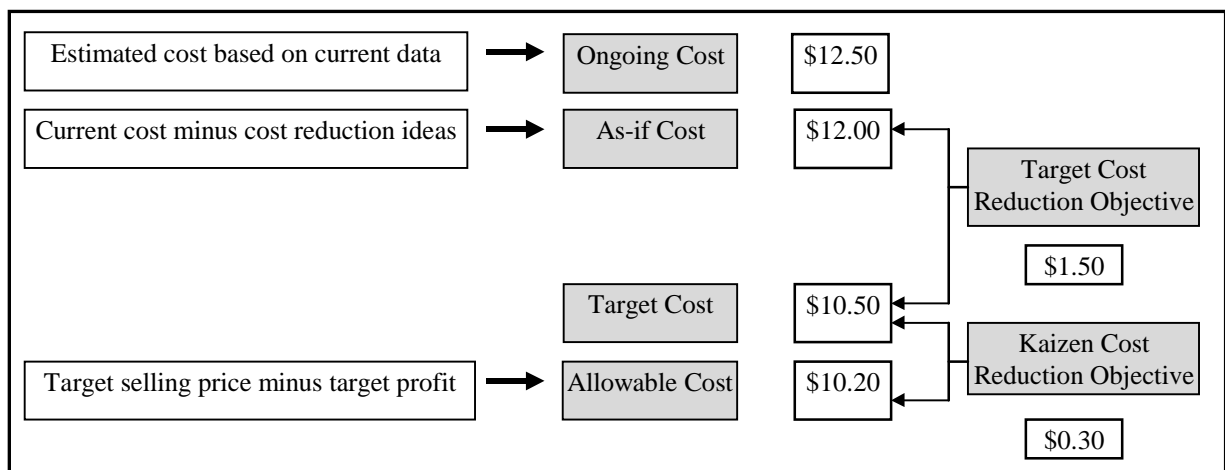 Estimated cost based on current data
Ongoing Cost
$12.50
Current cost minus cost reduction ideas
As-if Cost
$12.00
Target Cost
Reduction Objective
$1.50
Target Cost
$10.50
Kaizen Cost
Reduction Objective
Target selling price minus target profit
Allowable Cost
$10.20
$0.30